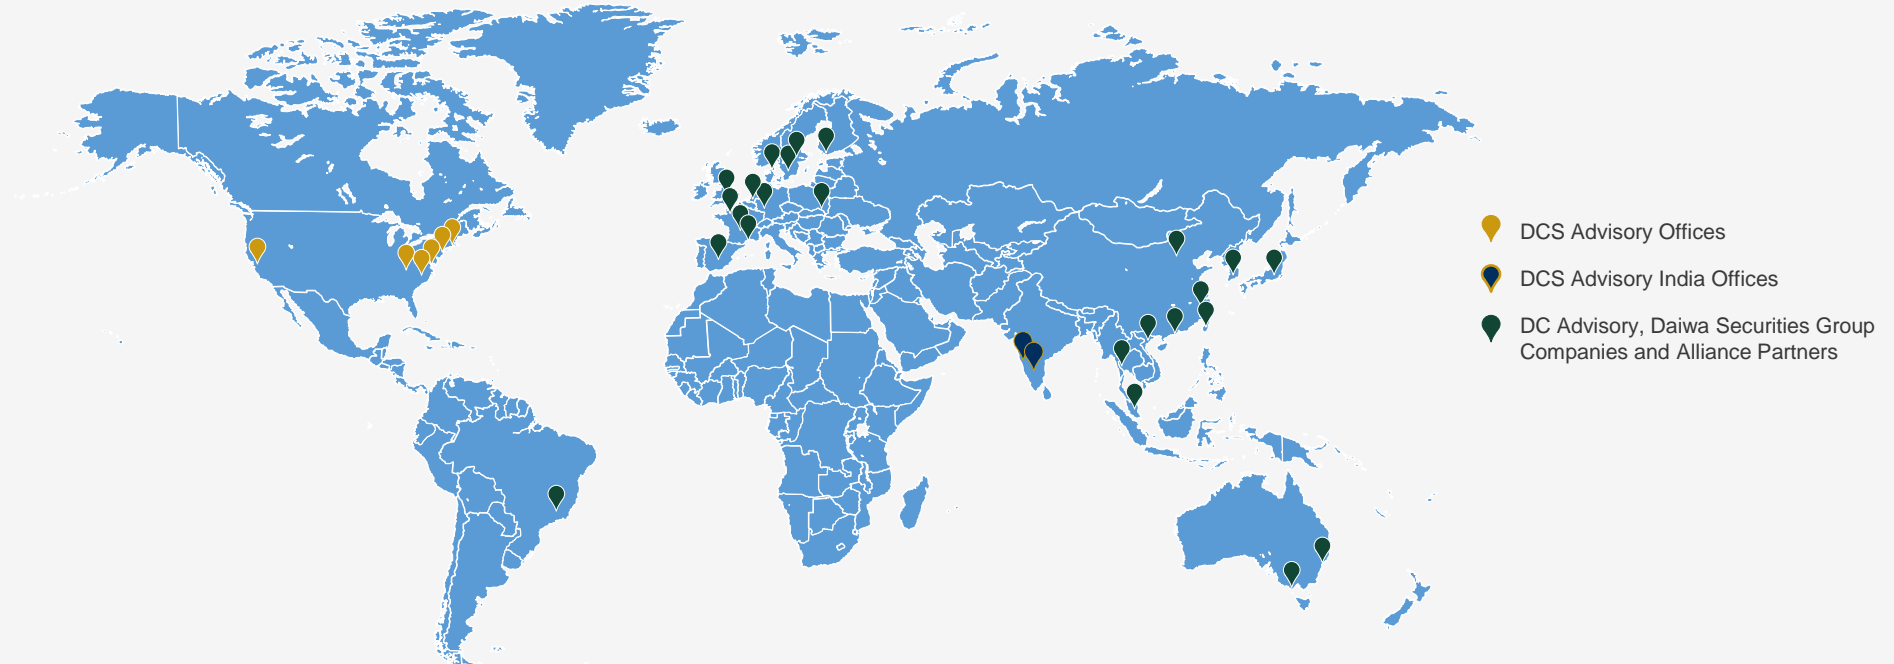 DCS Advisory Offices
DCS Advisory India Offices
DC Advisory, Daiwa Securities Group
Companies and Alliance Partners